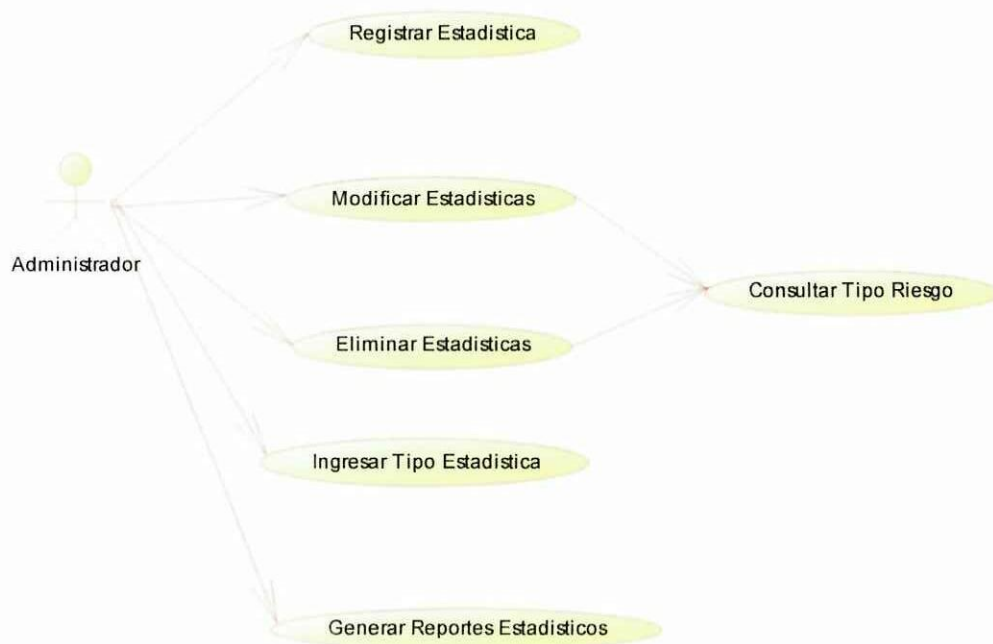 Registrar Estadistica
Modificar Estadisticas
Administrador
Consultar Tipo Riesgo
Eliminar Estadisticas
Ingresar Tipo Estadistica
Generar Reportes Estadisticos